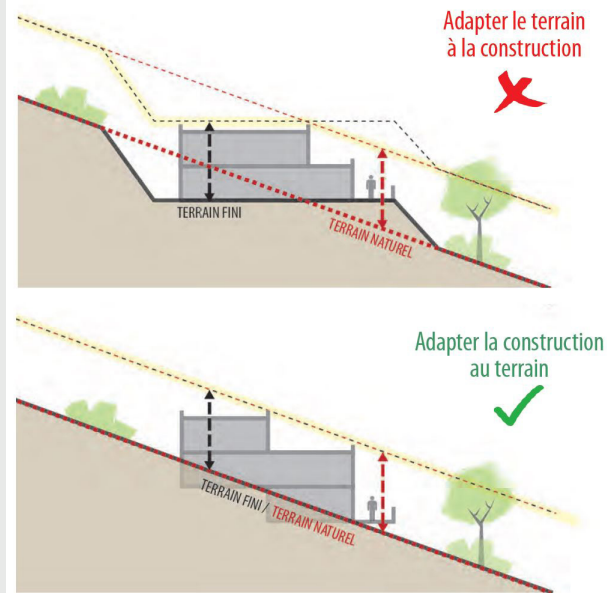 Adapter le terrain
à la construction
TERRAIN FINI
TERRAIN NATUREL
Adapter la construction
au terrain
TERRAIN FINI / TERRAIN NATUREL